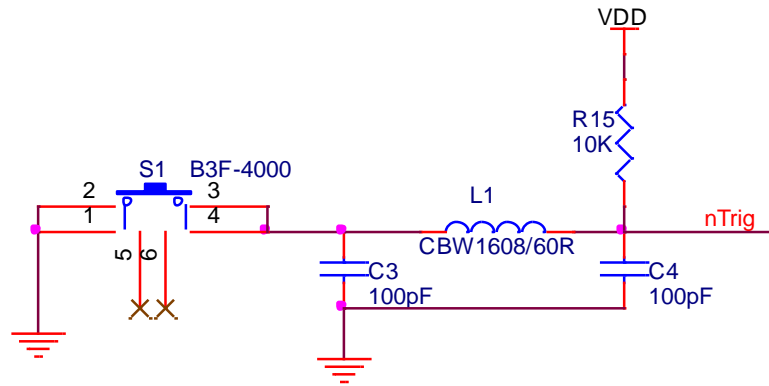 VDD
R15
10K
S1 B3F-4000
2 3
1 4
5 6
L1
CBW1608/60R
nTrig
C3
100pF
C4
100pF